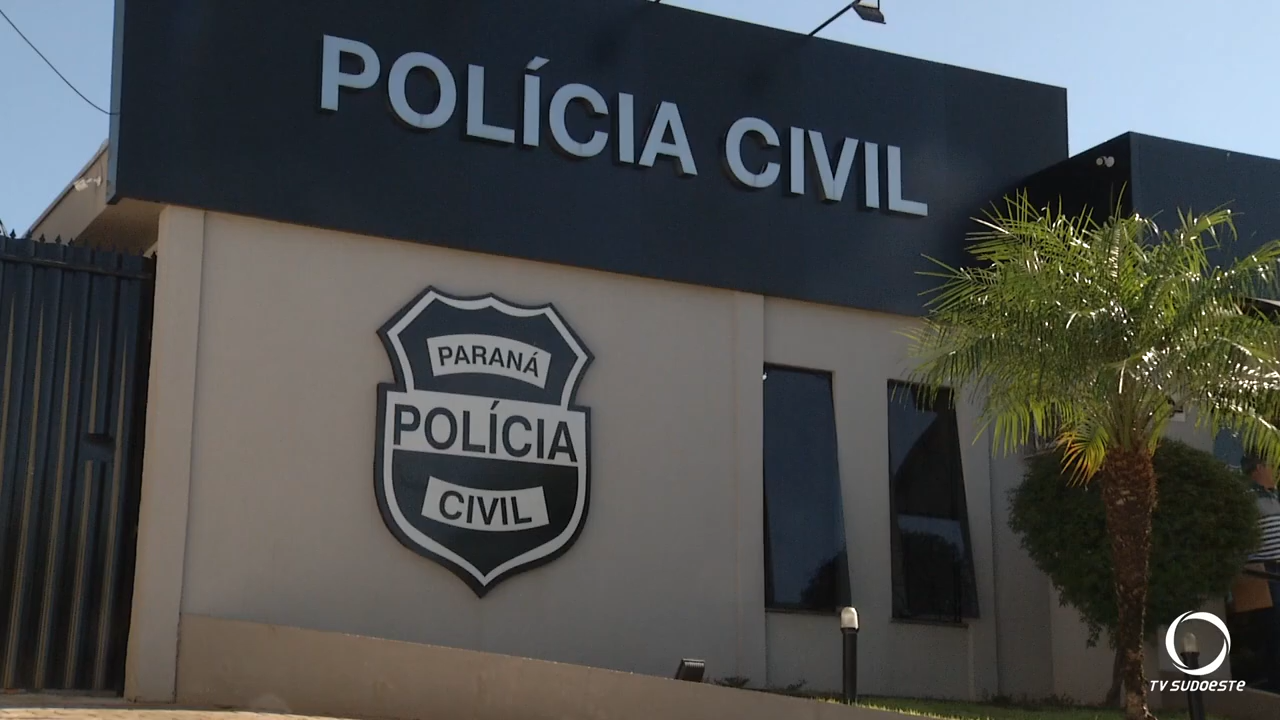 POLÍCIA CIVIL
PARANÁ
POLÍCIA
CIVIL
TV SUDOESTE